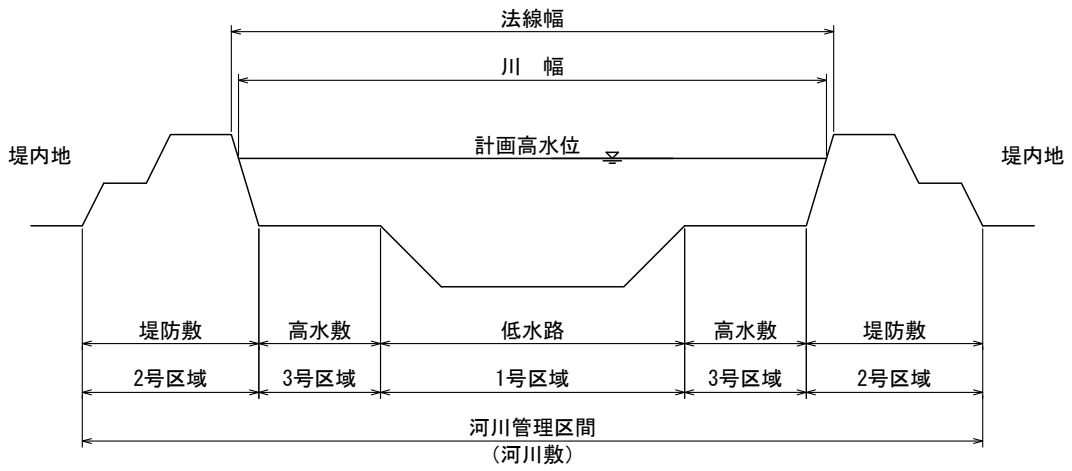 法線幅
川　幅
計画高水位
堤内地
堤内地
堤防敷
高水敷
低水路
高水敷
堤防敷
2号区域
3号区域
1号区域
3号区域
2号区域
河川管理区間
(河川敷)